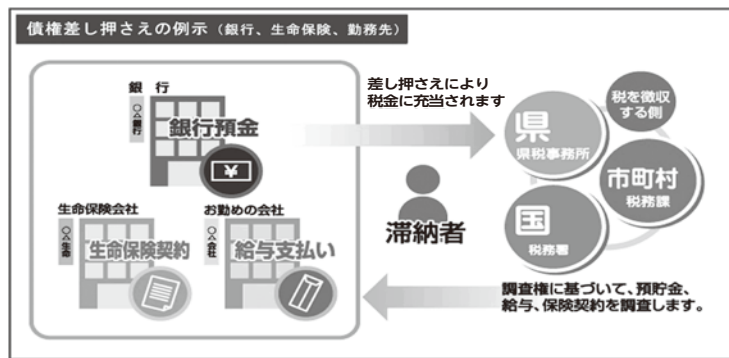 債権差し押さえの例示（銀行、生命保険、勤務先）
銀 行
○△銀行
銀行預金
¥
生命保険会社
○△生命
生命保険契約
お勤めの会社
○△会社
給与支払い
差し押さえにより
税金に充当されます
滞納者
税を徴収
する側
県
県税事務所
市町村
税務課
国
税務署
調査権に基づいて、預貯金、
給与、保険契約を調査します。